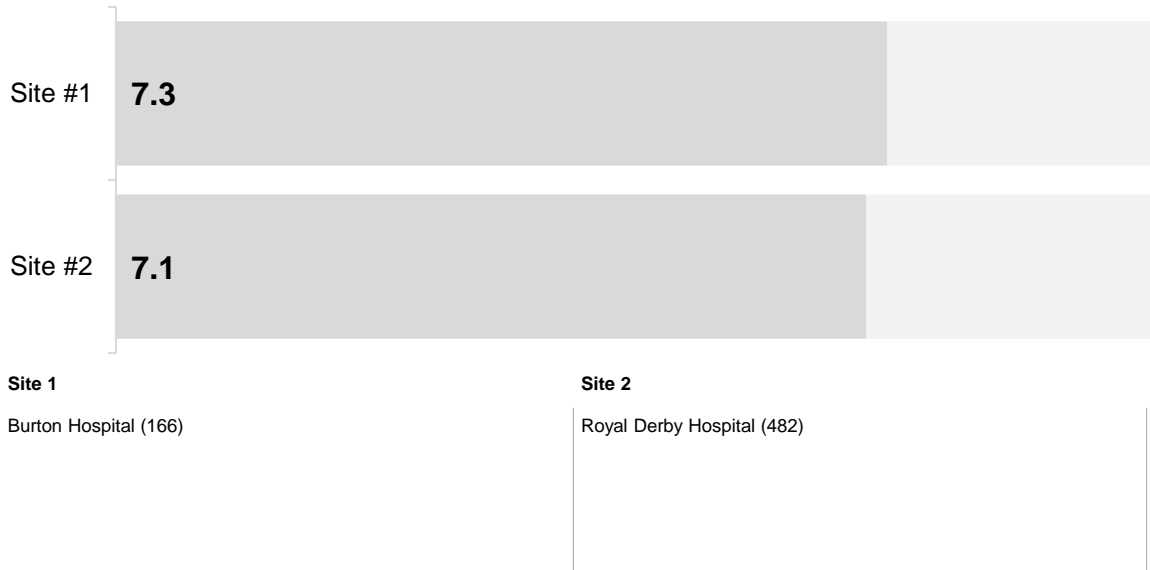 Site #1
7.3
Site #2
7.1
Site 1
Site 2
Burton Hospital (166)
Royal Derby Hospital (482)